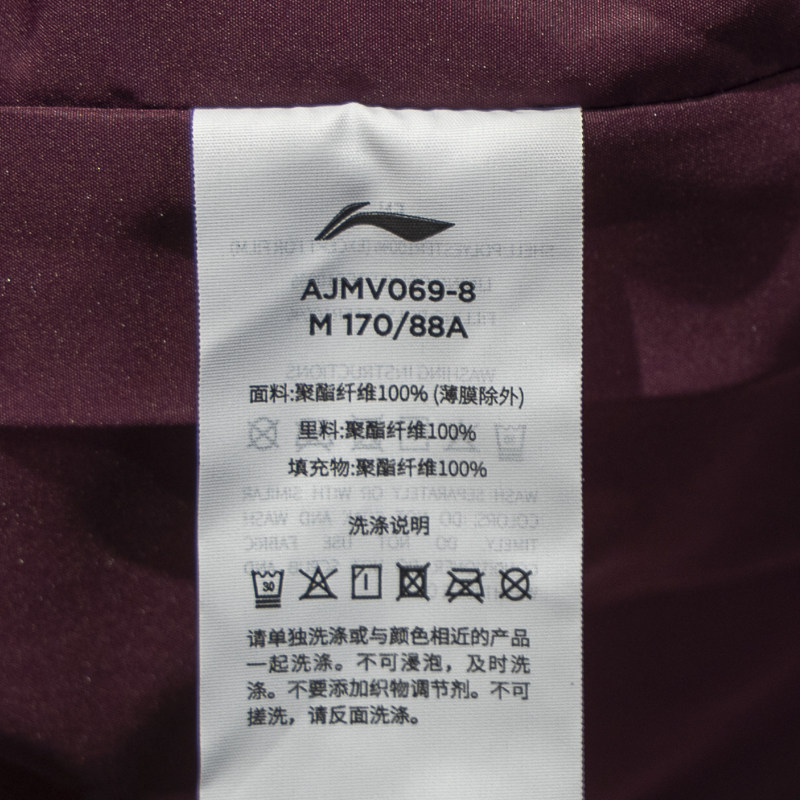 AJMV069-8
M 170/88A
面料:聚酯纤维100% (薄膜除外)
里料:聚酯纤维100%
填充物:聚酯纤维100%
洗涤说明
30
请单独洗涤或与颜色相近的产品
一起洗涤。不可浸泡，及时洗
涤。不要添加织物调节剂。不可
搓洗，请反面洗涤。